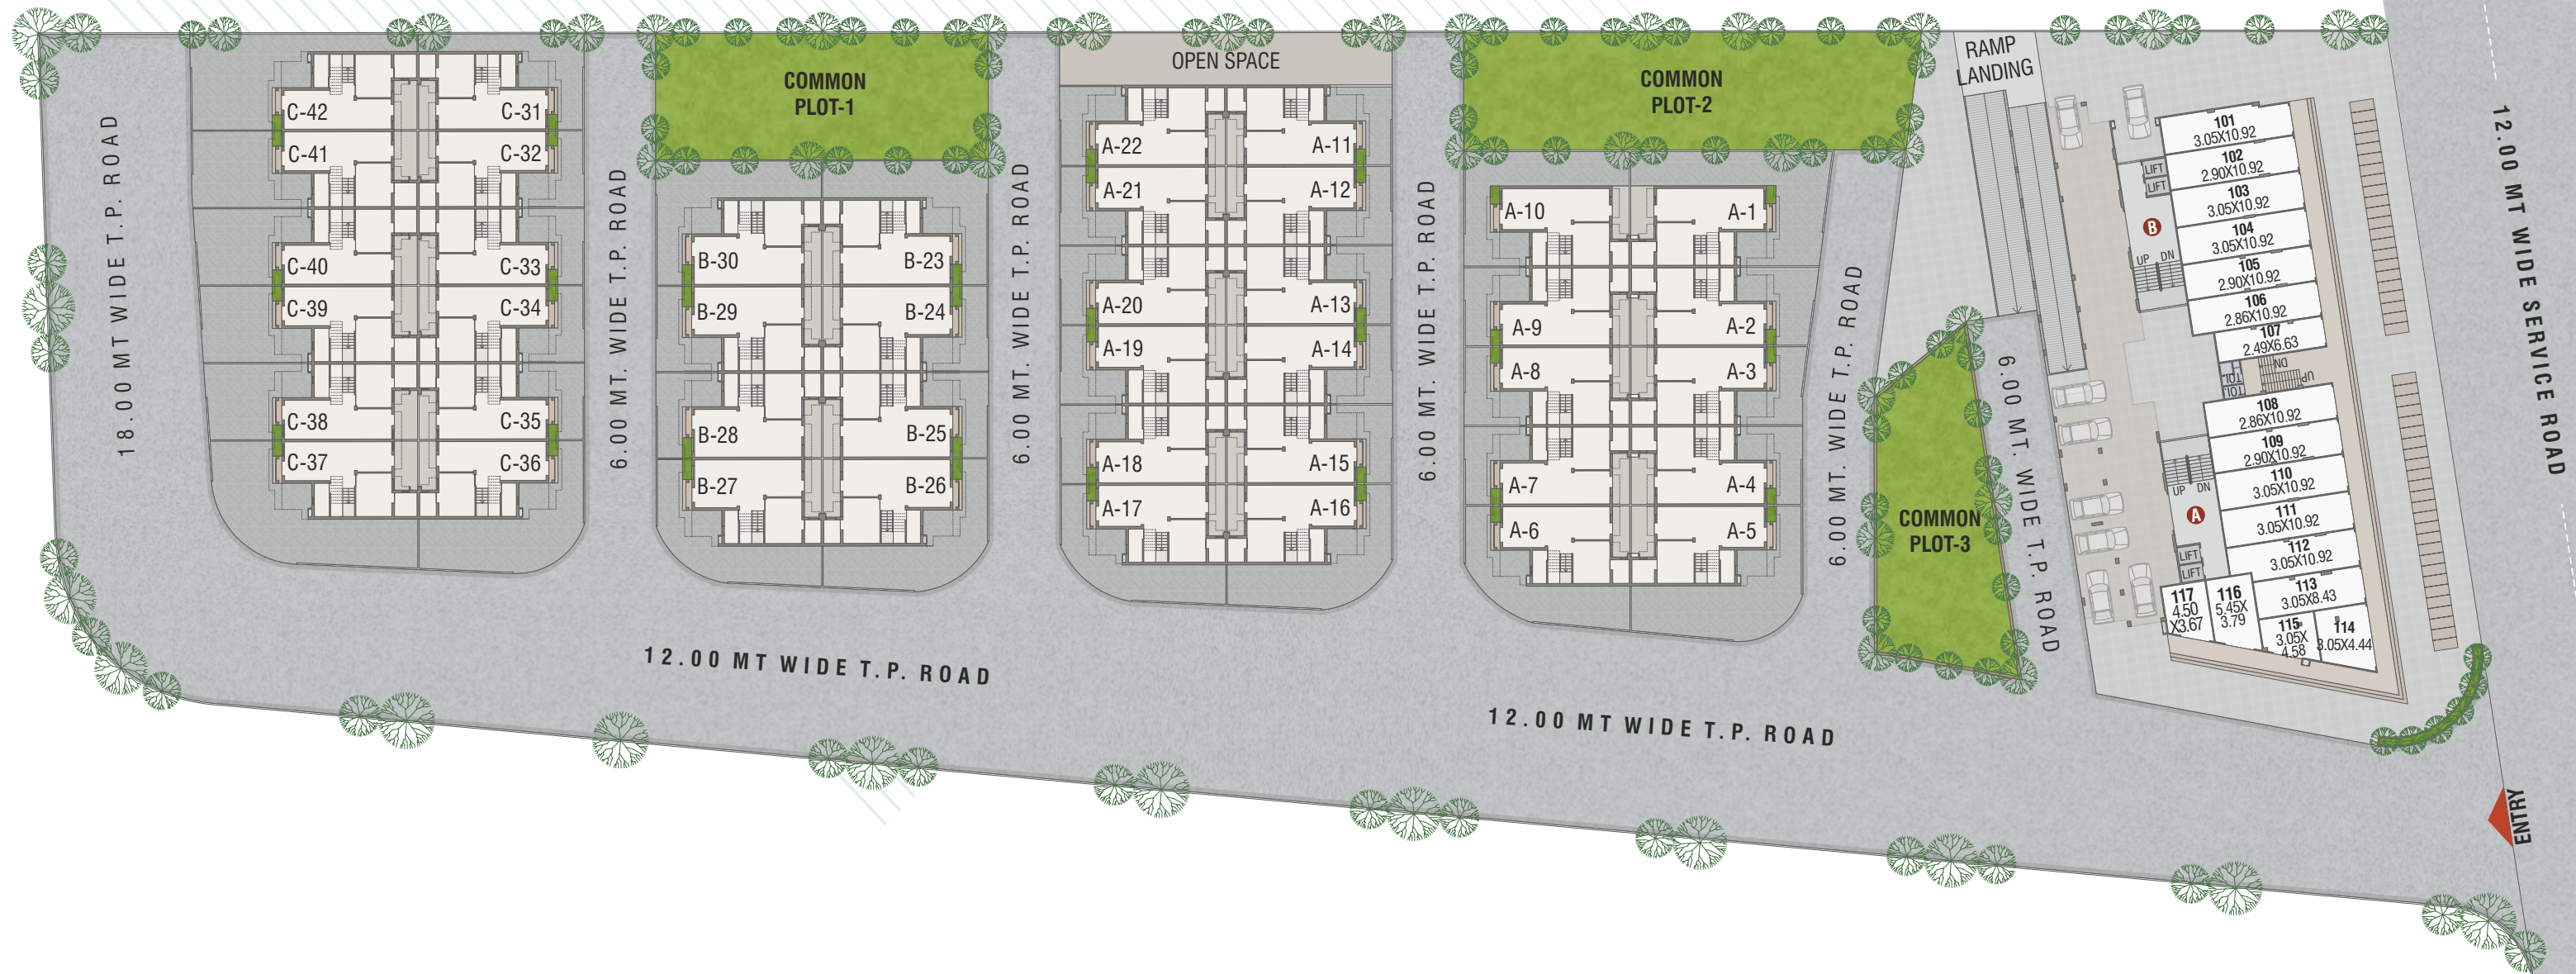 18.00 MT WIDE T.P. ROAD
C-42
C-31
C-41
C-32
C-40
C-33
C-39
C-34
C-38
C-35
C-37
C-36
6.00 MT. WIDE T.P. ROAD
COMMON
PLOT-1
B-30
B-23
B-29
B-24
B-28
B-25
B-27
B-26
6.00 MT. WIDE T.P. ROAD
OPEN SPACE
A-22
A-11
A-21
A-12
A-20
A-13
A-19
A-14
A-18
A-15
A-17
A-16
6.00 MT. WIDE T.P. ROAD
COMMON
PLOT-2
A-10
A-1
A-9
A-2
A-8
A-3
A-7
A-4
A-6
A-5
6.00 MT. WIDE T.P. ROAD
COMMON
PLOT-3
6.00 MT. WIDE T.P. ROAD
RAMP
LANDING
101
3.05X10.92
102
2.90X10.92
LIFT
LIFT
103
3.05X10.92
B
104
3.05X10.92
UP DN
105
2.90X10.92
106
2.86X10.92
107
2.49X6.63
DN
UP
TOI
TOI
108
2.86X10.92
109
2.90X10.92
110
3.05X10.92
UP DN
A
111
3.05X10.92
112
3.05X10.92
LIFT
LIFT
113
3.05X8.43
117
4.50
X3.67
116
5.45X
3.79
115
3.05X
4.58
114
3.05X4.44
12.00 MT WIDE SERVICE ROAD
12.00 MT WIDE T.P. ROAD
12.00 MT WIDE T.P. ROAD
ENTRY